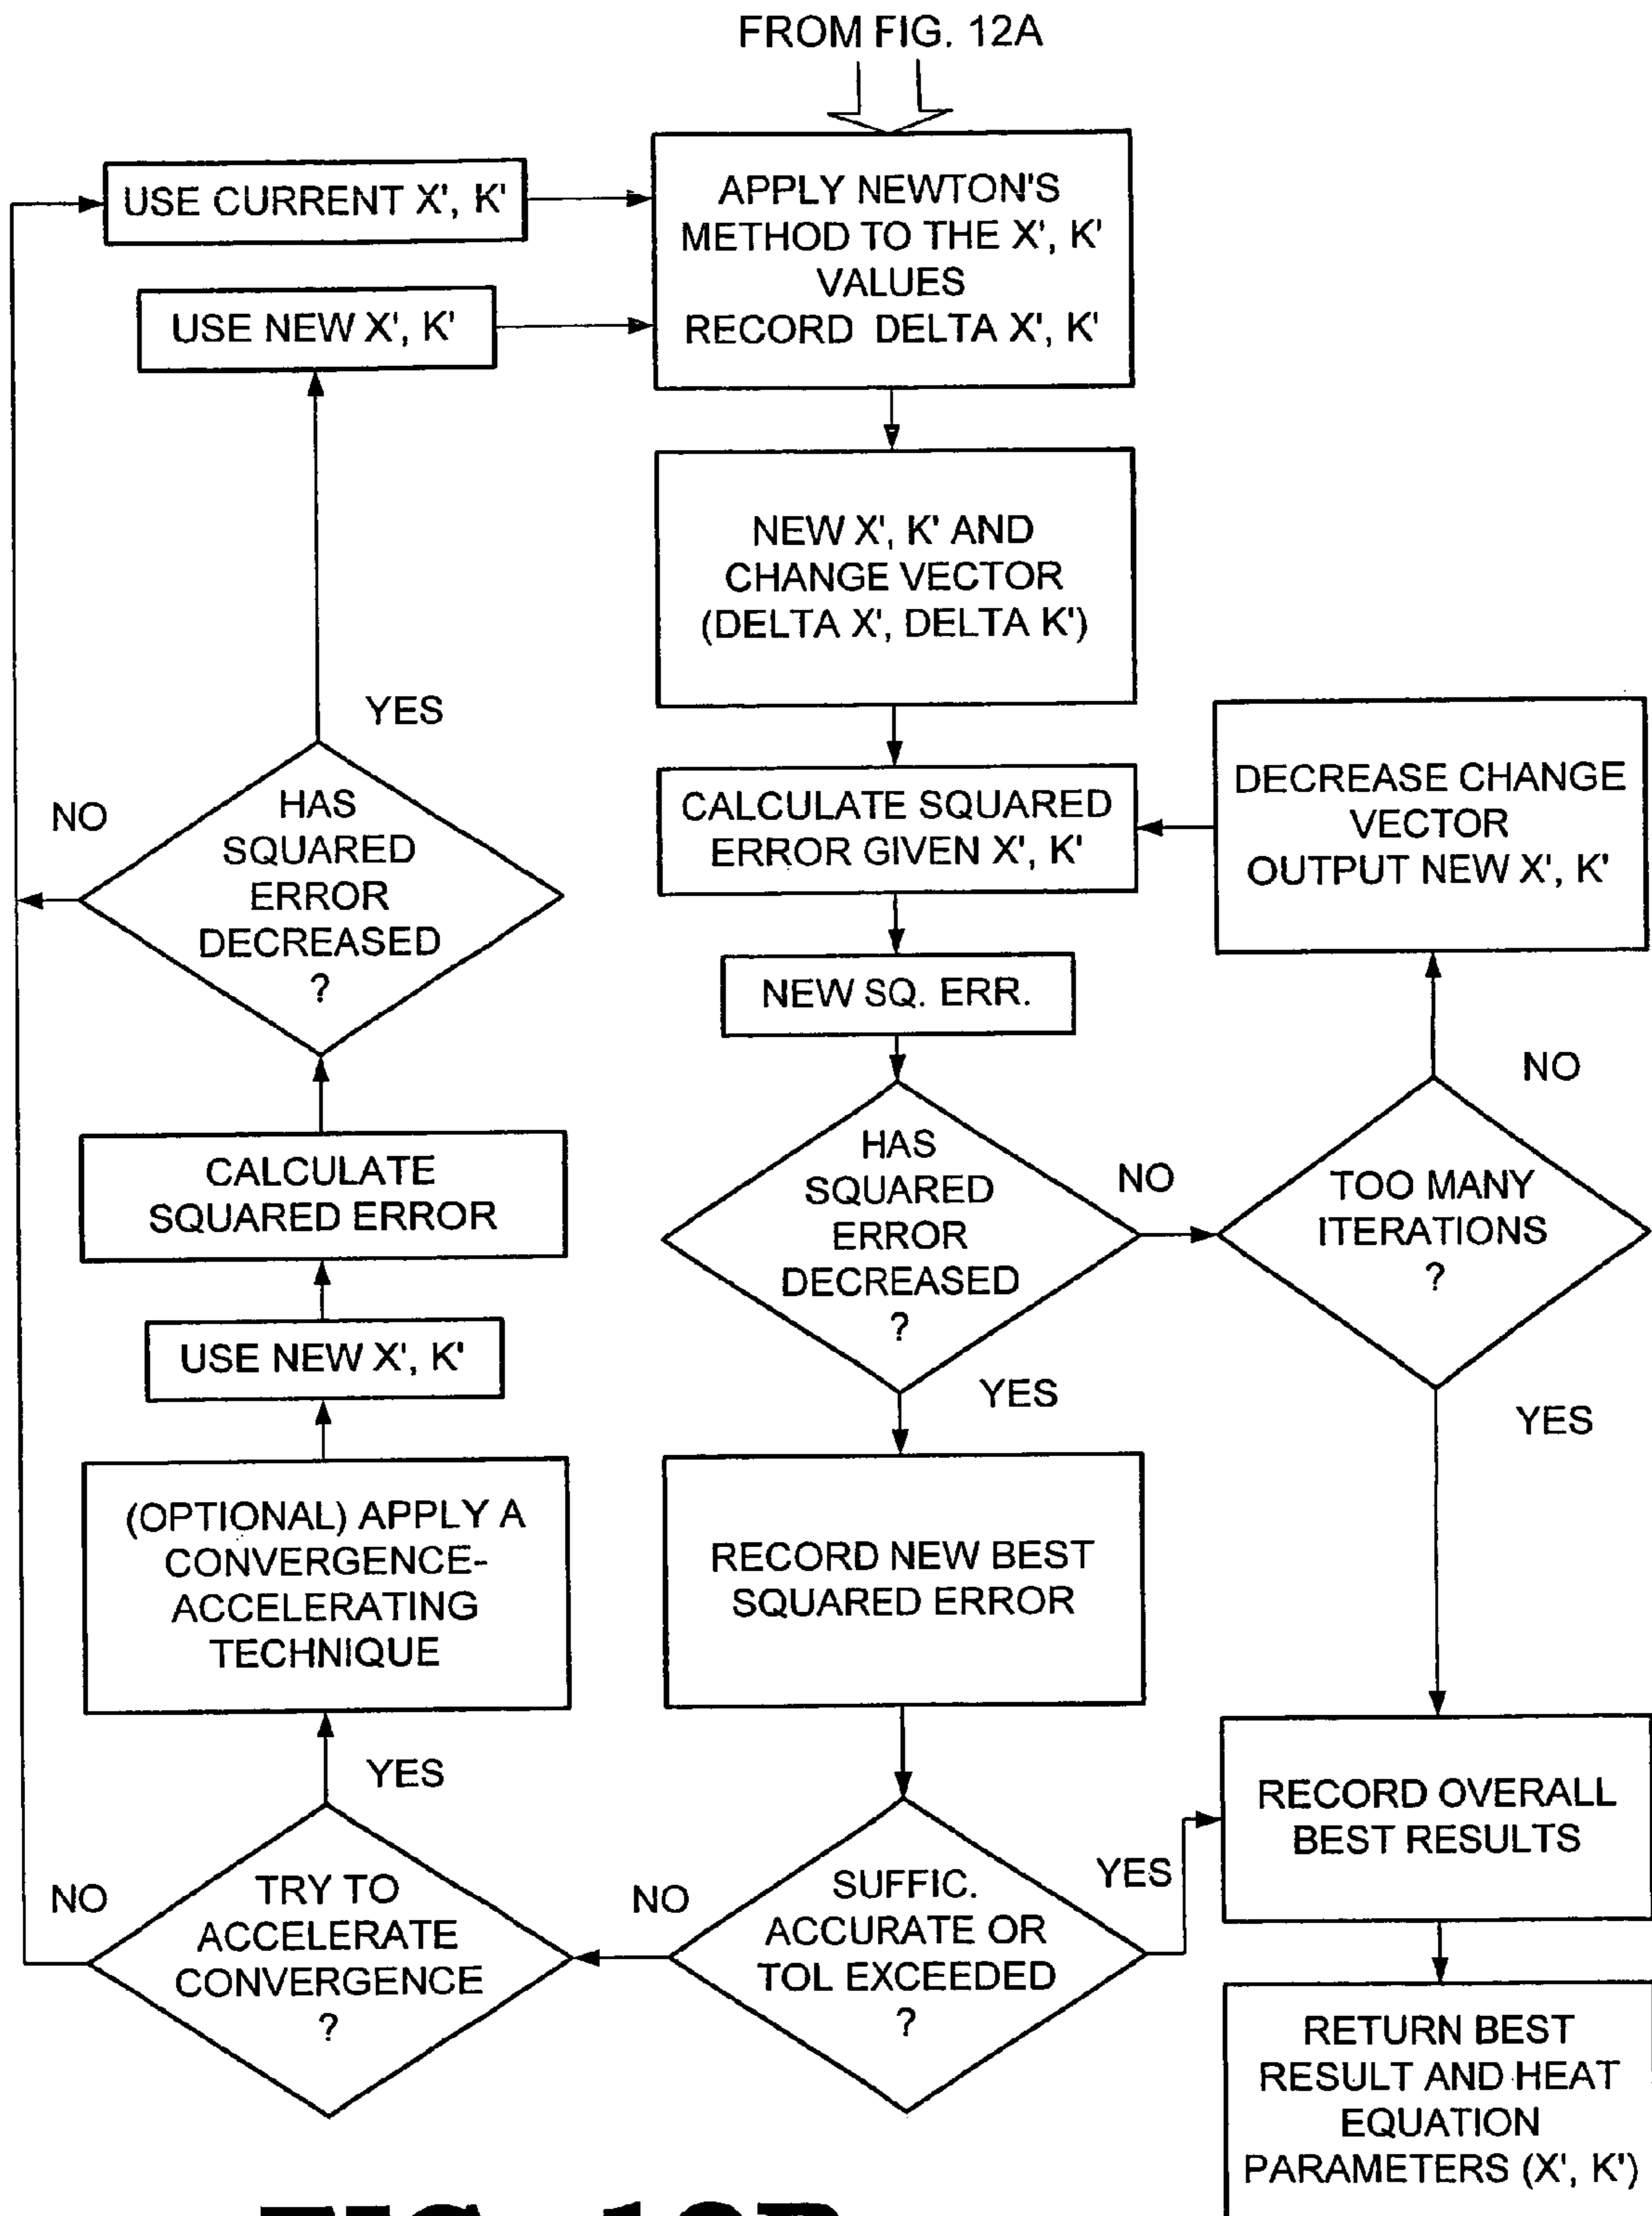 FROM FIG. 12A
USE CURRENT X', K'
USE NEW X', K'
APPLY NEWTON'S
METHOD TO THE X', K'
VALUES
RECORD DELTA X', K'
NEW X', K' AND
CHANGE VECTOR
(DELTA X', DELTA K')
YES
NO
HAS
SQUARED
ERROR
DECREASED
?
CALCULATE SQUARED
ERROR GIVEN X', K'
DECREASE CHANGE
VECTOR
OUTPUT NEW X', K'
NEW SQ. ERR.
NO
CALCULATE
SQUARED ERROR
HAS
SQUARED
ERROR
DECREASED
?
NO
TOO MANY
ITERATIONS
?
USE NEW X', K'
YES
YES
(OPTIONAL) APPLY A
CONVERGENCE-
ACCELERATING
TECHNIQUE
RECORD NEW BEST
SQUARED ERROR
YES
RECORD OVERALL
BEST RESULTS
NO
TRY TO
ACCELERATE
CONVERGENCE
?
NO
SUFFIC.
ACCURATE OR
TOL EXCEEDED
?
YES
RETURN BEST
RESULT AND HEAT
EQUATION
PARAMETERS (X', K')